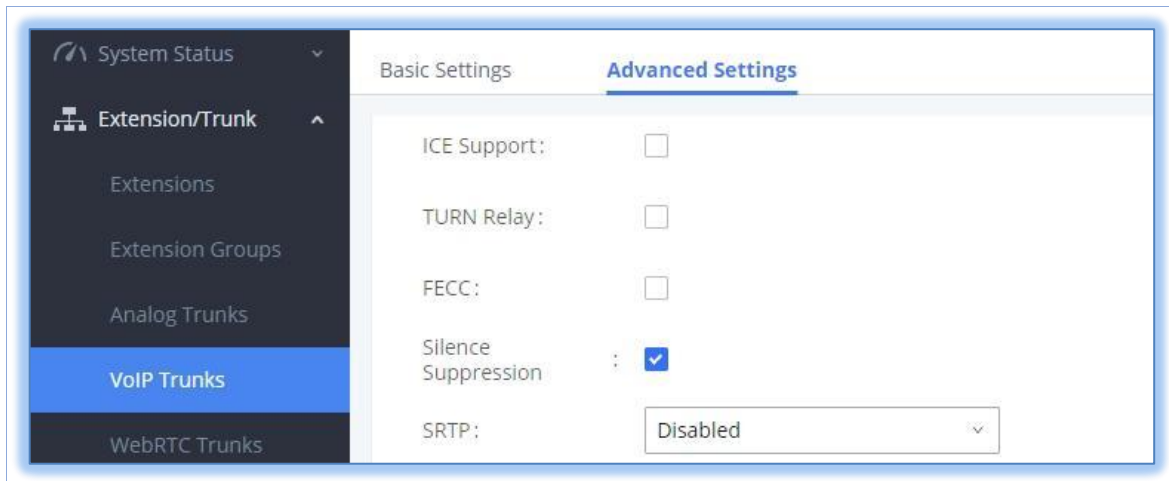 System Status
Extension/Trunk
Extensions
Extension Groups
Analog Trunks
VoIP Trunks
WebRTC Trunks
Basic Settings
Advanced Settings
ICE Support:
TURN Relay:
FECC:
Silence
Suppression :
SRTP: Disabled